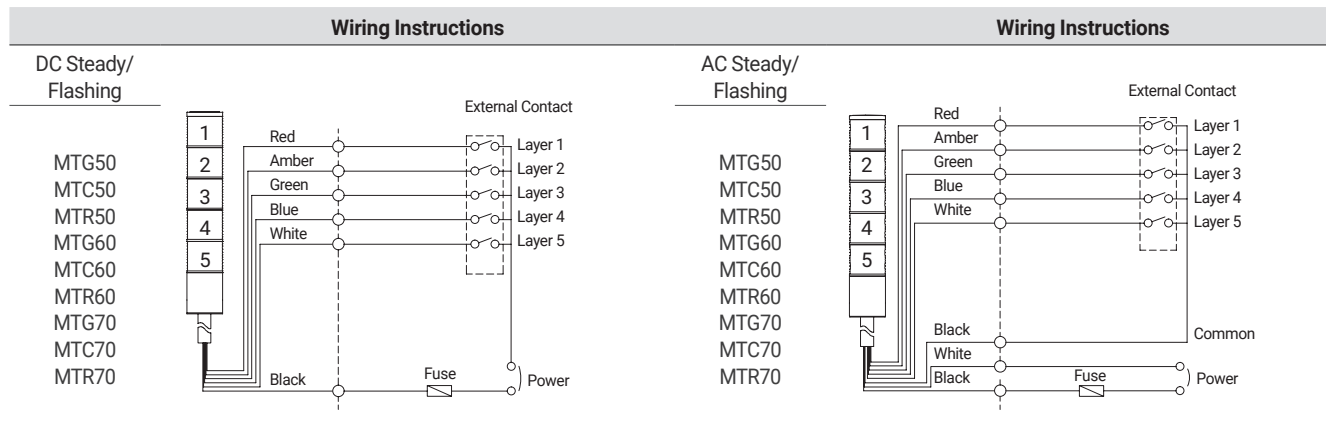 Wiring Instructions
DC Steady/
Flashing
MTG50
MTC50
MTR50
MTG60
MTC60
MTR60
MTG70
MTC70
MTR70
External Contact
1
2
3
4
5
Red
Amber
Green
Blue
White
Layer 1
Layer 2
Layer 3
Layer 4
Layer 5
Black
Fuse
Power
Wiring Instructions
AC Steady/
Flashing
MTG50
MTC50
MTR50
MTG60
MTC60
MTR60
MTG70
MTC70
MTR70
External Contact
1
2
3
4
5
Red
Amber
Green
Blue
White
Layer 1
Layer 2
Layer 3
Layer 4
Layer 5
Black
Common
White
Black
Fuse
Power